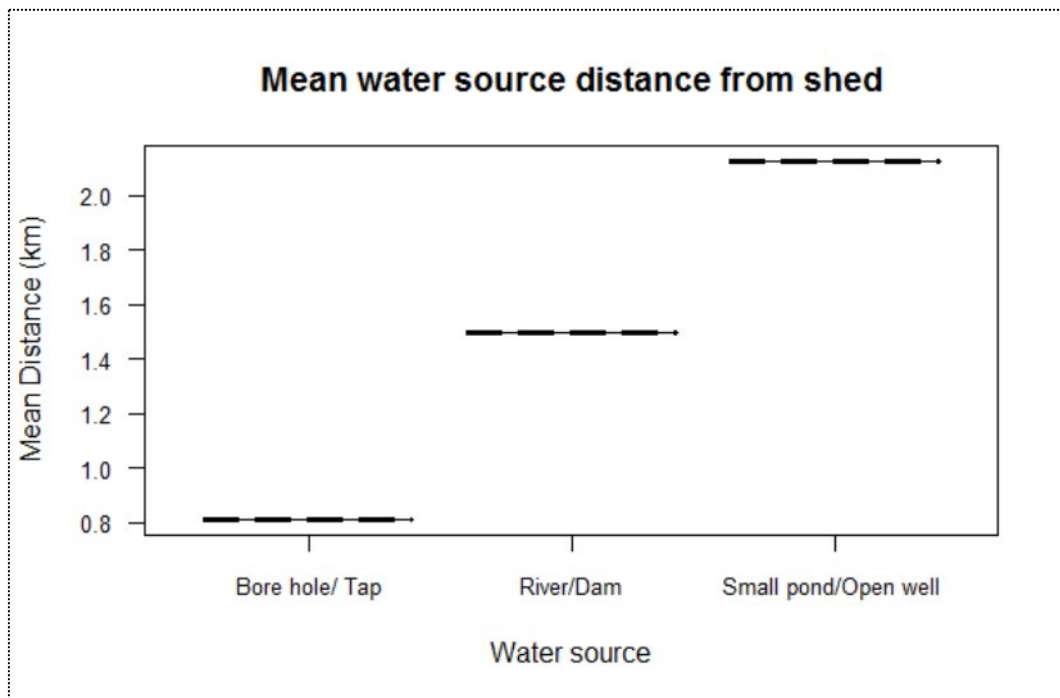 Mean water source distance from shed
Mean Distance (km)
2.0
1.8
1.6
1.4
1.2
1.0
0.8
Bore hole/ Tap
River/Dam
Small pond/Open well
Water source